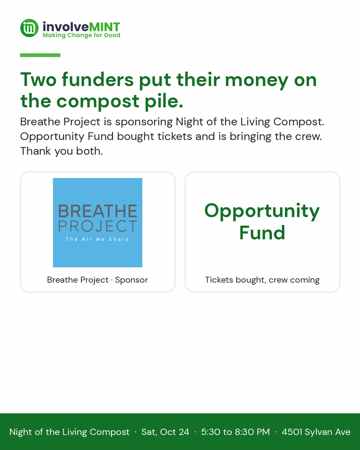 involveMINT
Making Change for Good
Two funders put their money on
the compost pile.
Breathe Project is sponsoring Night of the Living Compost.
Opportunity Fund bought tickets and is bringing the crew.
Thank you both.
BREATHE
PROJECT
The Air We Share
Breathe Project · Sponsor
Opportunity
Fund
Tickets bought, crew coming
Night of the Living Compost · Sat, Oct 24 · 5:30 to 8:30 PM · 4501 Sylvan Ave